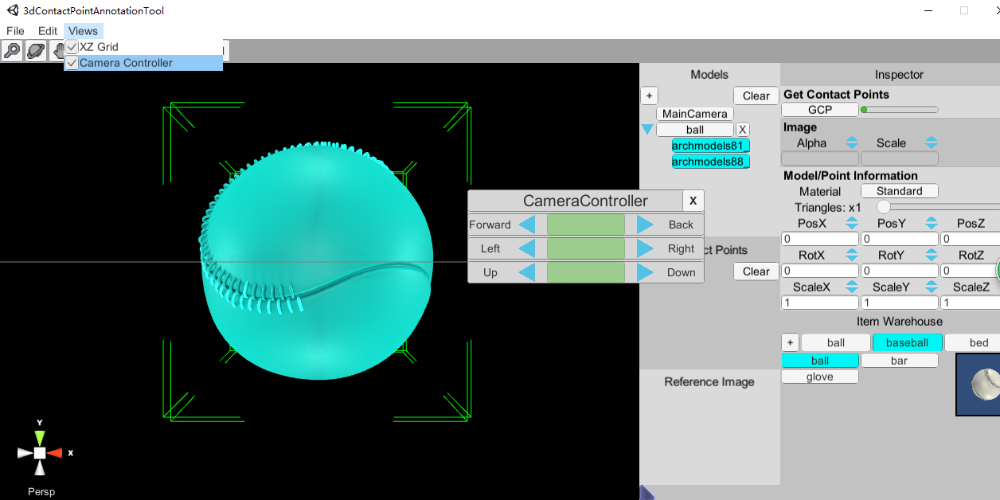 3dContactPointAnnotationTool
File Edit Views
XZ Grid
Camera Controller
Models
+ Clear
MainCamera
ball X
archmodels81_
archmodels88_
CameraController X
Forward Back
Left Right
Up Down
ct Points
Clear
Reference Image
Inspector
Get Contact Points
GCP
Image
Alpha Scale
Model/Point Information
Material Standard
Triangles: x1
PosX PosY PosZ
0 0 0
RotX RotY RotZ
0 0 0
ScaleX ScaleY ScaleZ
1 1 1
Item Warehouse
+ ball baseball bed
ball bar
glove
Y
x
Persp